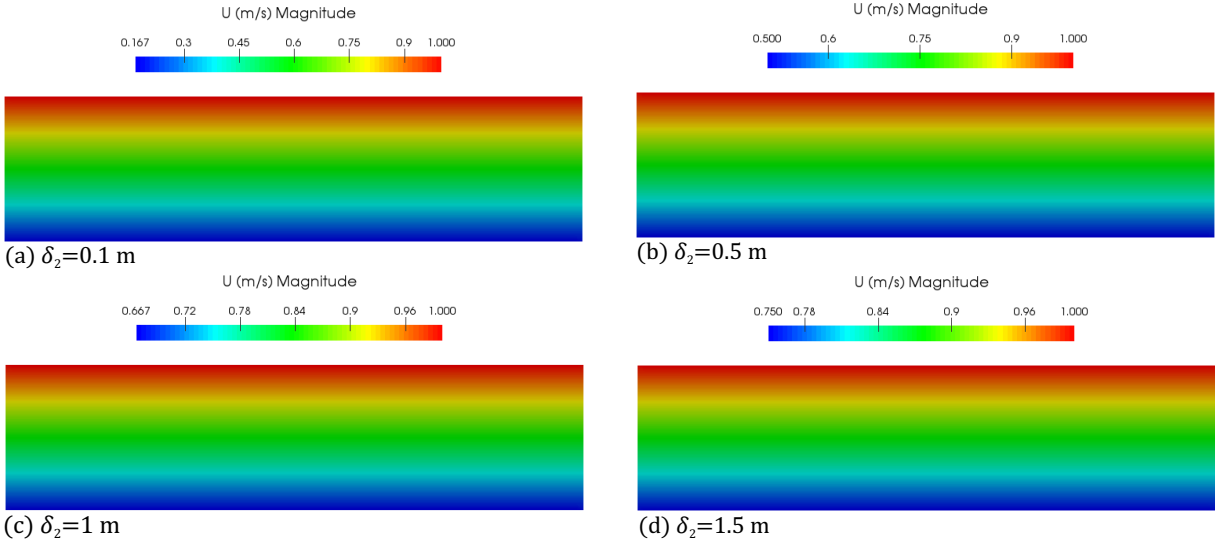 U (m/s) Magnitude
0.167 0.3 0.45 0.6 0.75 0.9 1.000
(a) δ₂=0.1 m
U (m/s) Magnitude
0.500 0.6 0.75 0.9 1.000
(b) δ₂=0.5 m
U (m/s) Magnitude
0.667 0.72 0.78 0.84 0.9 0.96 1.000
(c) δ₂=1 m
U (m/s) Magnitude
0.750 0.78 0.84 0.9 0.96 1.000
(d) δ₂=1.5 m